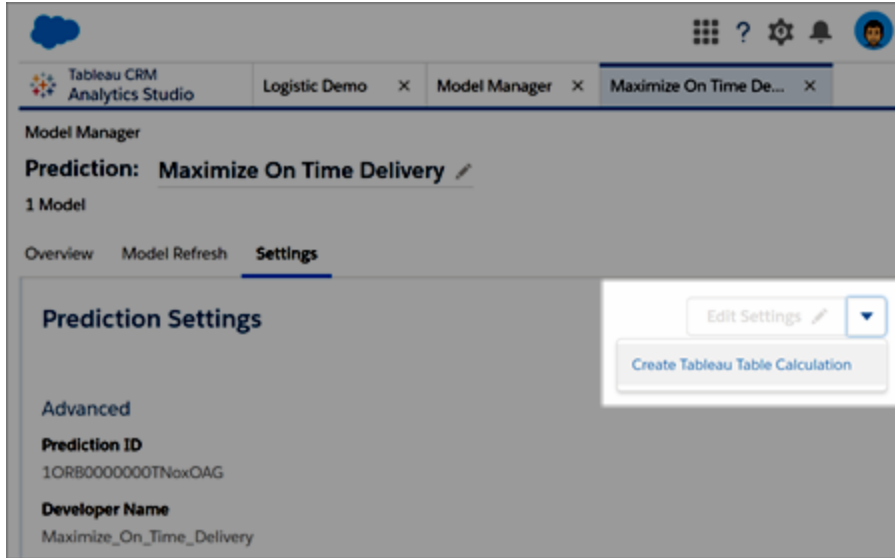 Tableau CRM
Analytics Studio
Logistic Demo
Model Manager
Maximize On Time De...
Model Manager
Prediction: Maximize On Time Delivery
1 Model
Overview Model Refresh Settings
Prediction Settings
Edit Settings
Create Tableau Table Calculation
Advanced
Prediction ID
1ORB0000000TNoxOAG
Developer Name
Maximize_On_Time_Delivery